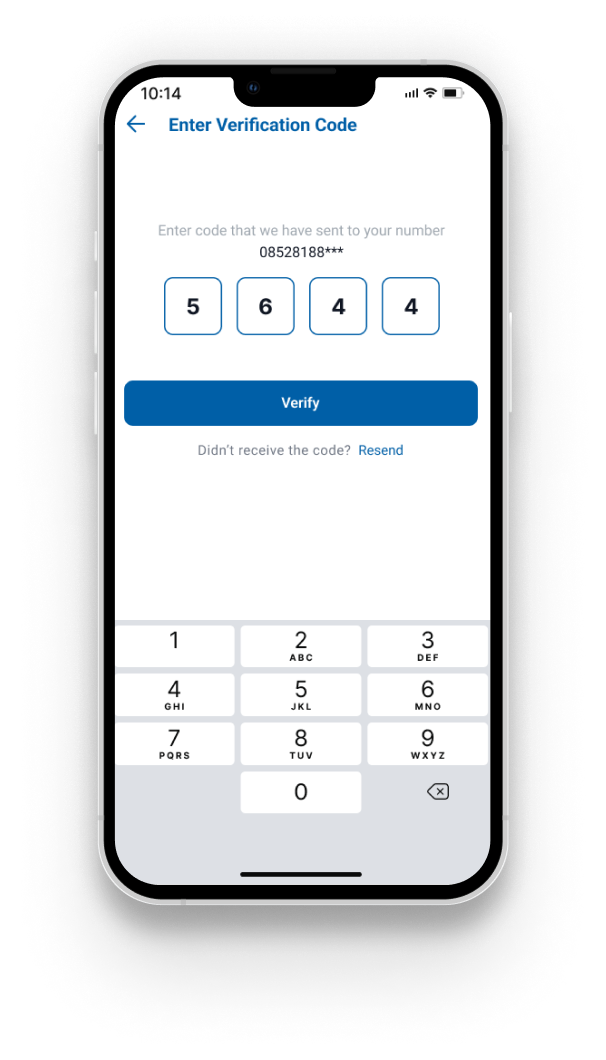 10:14
Enter Verification Code
Enter code that we have sent to your number
08528188***
5 6 4 4
Verify
Didn't receive the code? Resend
1 2 3
ABC DEF
4 5 6
GHI JKL MNO
7 8 9
PQRS TUV WXYZ
0